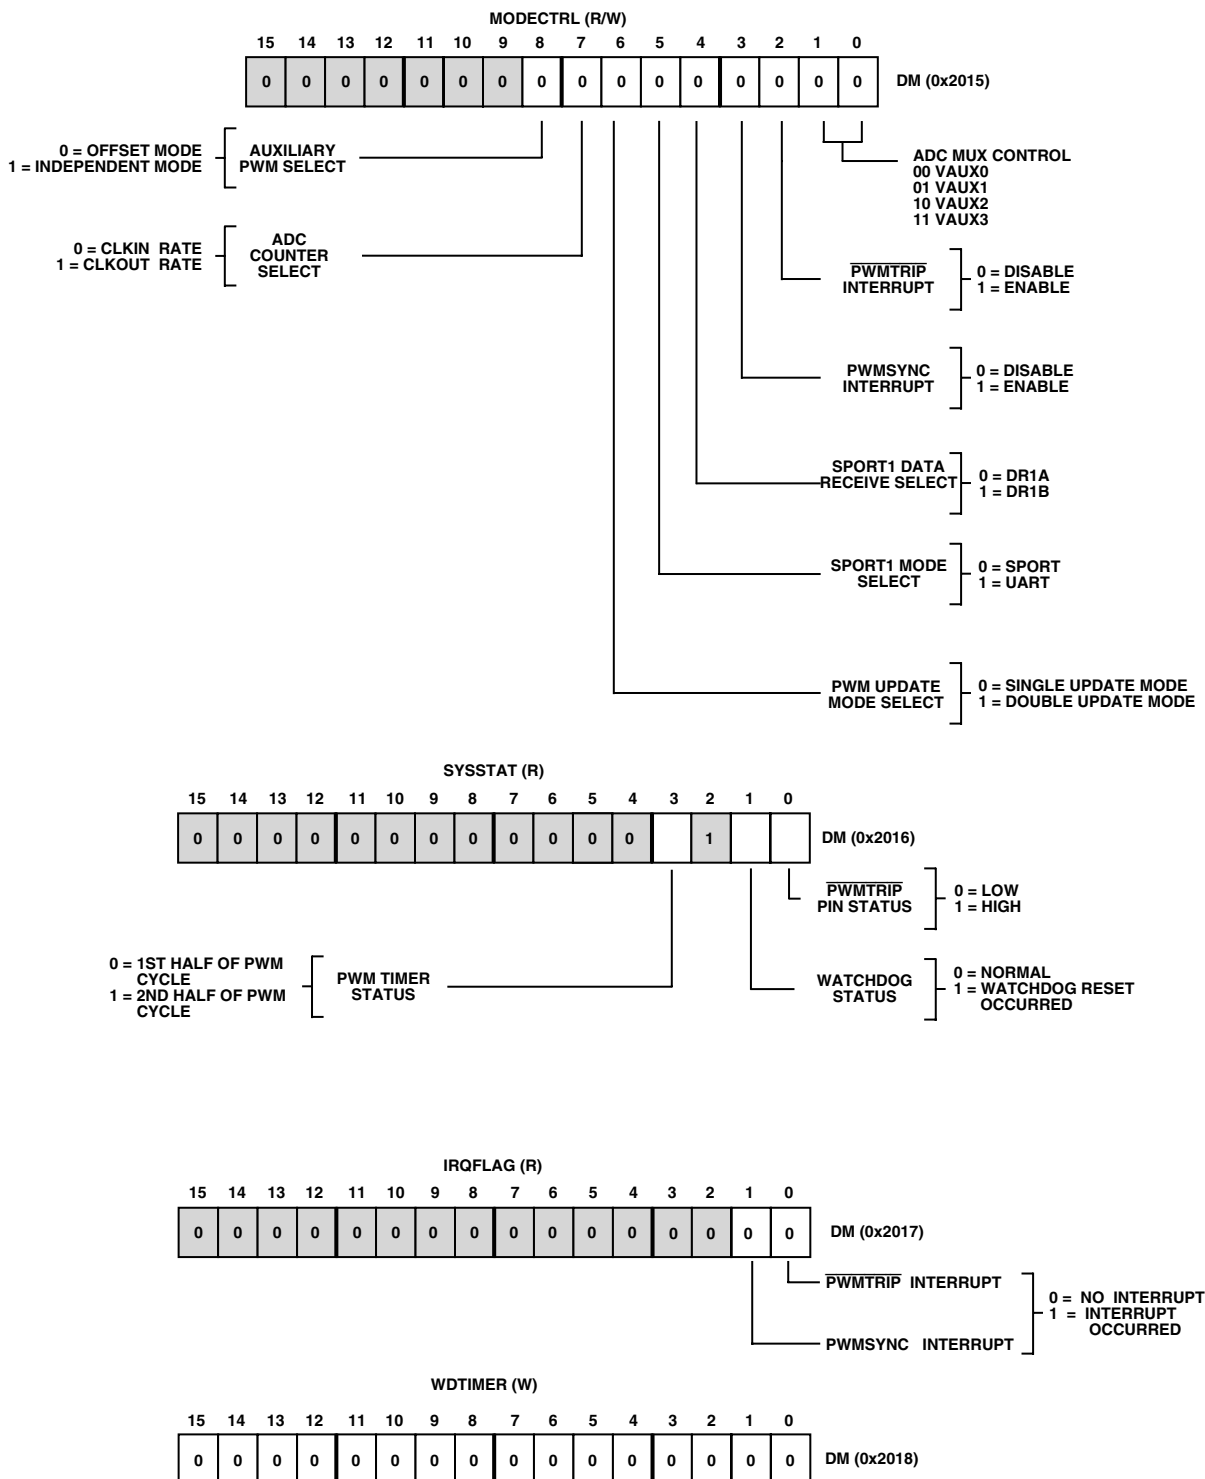 MODECTRL (R/W)
15 14 13 12 11 10 9 8 7 6 5 4 3 2 1 0
0 0 0 0 0 0 0 0 0 0 0 0 0 0 0 0 DM (0x2015)
0 = OFFSET MODE
1 = INDEPENDENT MODE
AUXILIARY
PWM SELECT
ADC MUX CONTROL
00 VAUX0
01 VAUX1
10 VAUX2
11 VAUX3
0 = CLKIN RATE
1 = CLKOUT RATE
ADC
COUNTER
SELECT
PWMTRIP
INTERRUPT
0 = DISABLE
1 = ENABLE
PWMSYNC
INTERRUPT
0 = DISABLE
1 = ENABLE
SPORT1 DATA
RECEIVE SELECT
0 = DR1A
1 = DR1B
SPORT1 MODE
SELECT
0 = SPORT
1 = UART
PWM UPDATE
MODE SELECT
0 = SINGLE UPDATE MODE
1 = DOUBLE UPDATE MODE
SYSSTAT (R)
15 14 13 12 11 10 9 8 7 6 5 4 3 2 1 0
0 0 0 0 0 0 0 0 0 0 0 0 1 DM (0x2016)
PWMTRIP
PIN STATUS
0 = LOW
1 = HIGH
0 = 1ST HALF OF PWM
CYCLE
1 = 2ND HALF OF PWM
CYCLE
PWM TIMER
STATUS
WATCHDOG
STATUS
0 = NORMAL
1 = WATCHDOG RESET
OCCURRED
IRQFLAG (R)
15 14 13 12 11 10 9 8 7 6 5 4 3 2 1 0
0 0 0 0 0 0 0 0 0 0 0 0 0 0 0 0 DM (0x2017)
PWMTRIP INTERRUPT
PWMSYNC INTERRUPT
0 = NO INTERRUPT
1 = INTERRUPT
OCCURRED
WDTIMER (W)
15 14 13 12 11 10 9 8 7 6 5 4 3 2 1 0
0 0 0 0 0 0 0 0 0 0 0 0 0 0 0 0 DM (0x2018)